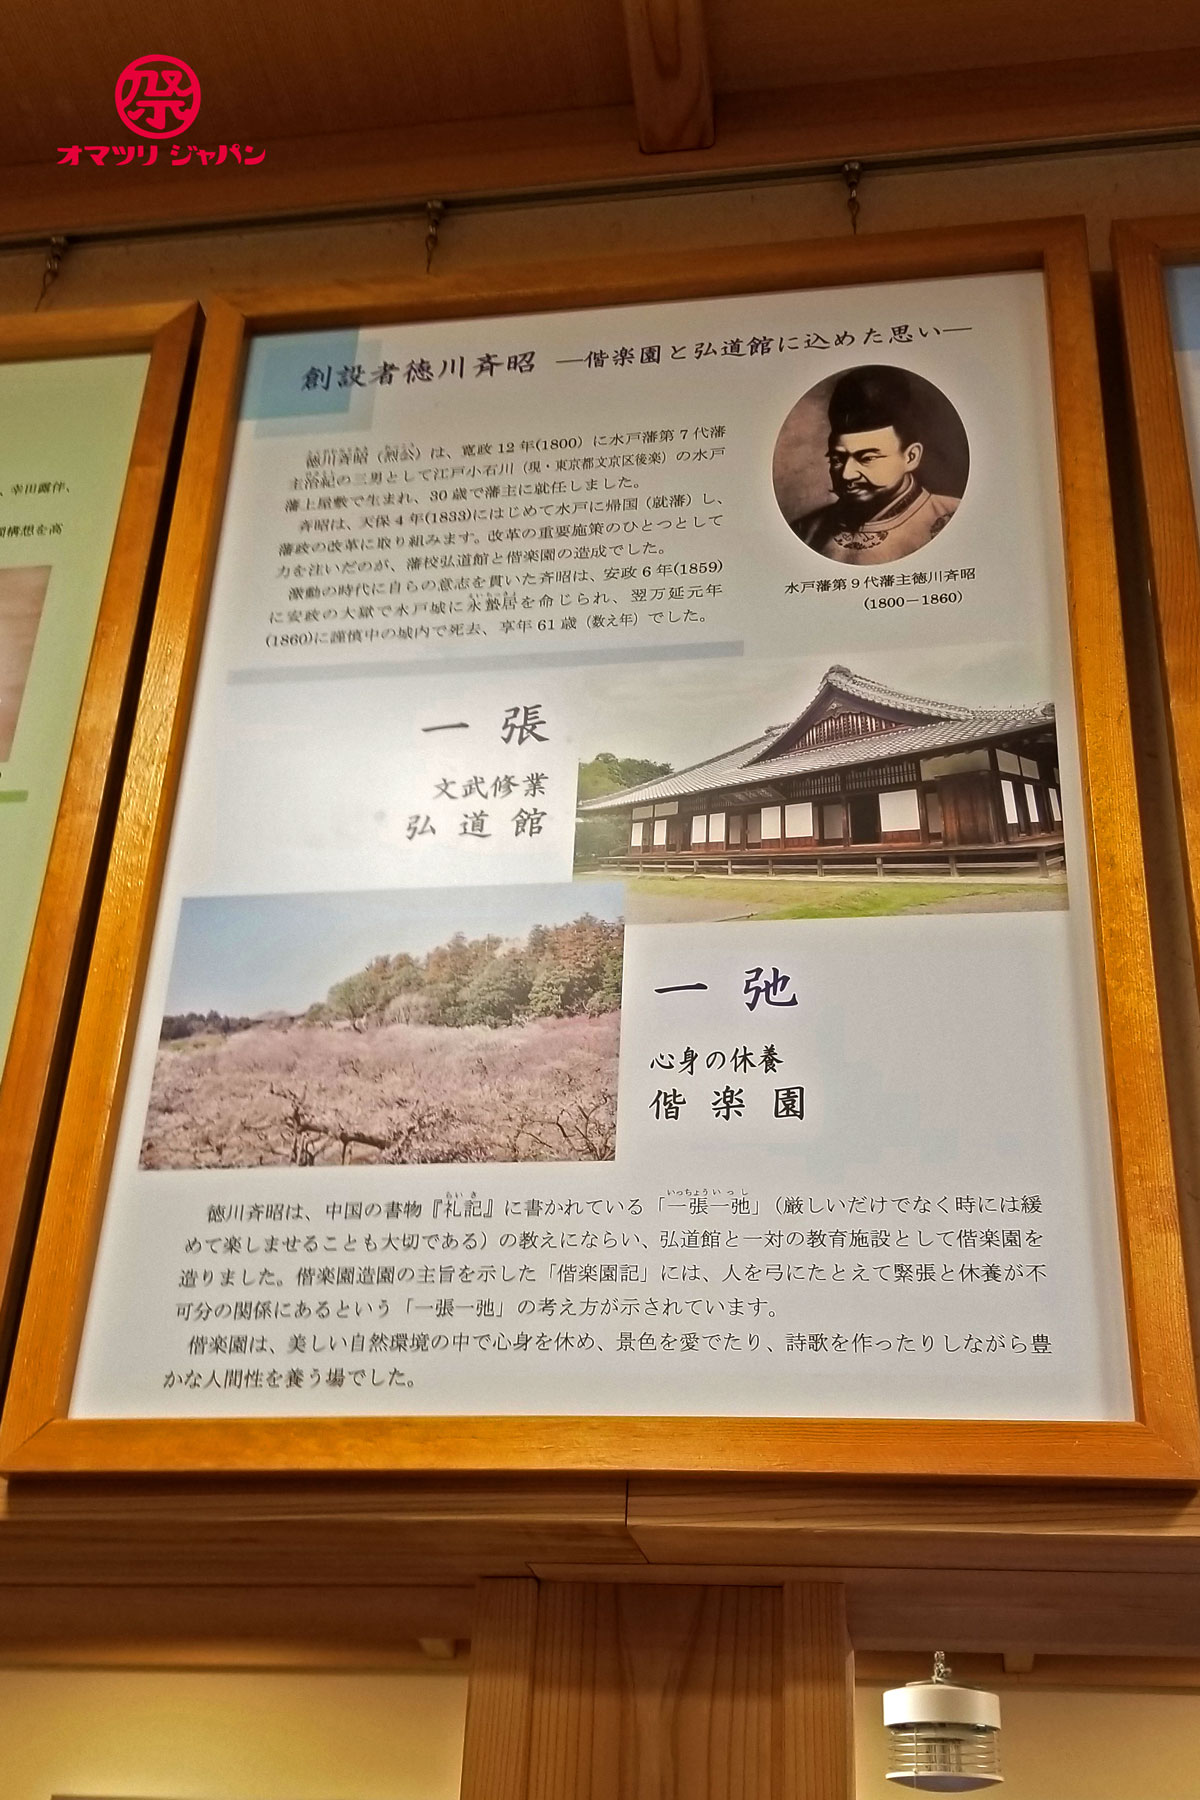 祭
オマツリ ジャパン
、幸田露伴、
創設者徳川斉昭 ―偕楽園と弘道館に込めた思い―
徳川斉昭（烈公）は、寛政12年(1800）に水戸藩第7代藩
主治紀の三男として江戸小石川（現・東京都文京区後楽）の水戸
藩上屋敷で生まれ、30歳で藩主に就任しました。
斉昭は、天保4年(1833)にはじめて水戸に帰国（就藩）し、
藩政の改革に取り組みます。改革の重要施策のひとつとして
力を注いだのが、藩校弘道館と偕楽園の造成でした。
激動の時代に自らの意志を貫いた斉昭は、安政6年(1859)
に安政の大獄で水戸城に永蟄居を命じられ、翌万延元年
(1860)に謹慎中の城内で死去、享年61歳（数え年）でした。
水戸藩第9代藩主徳川斉昭
(1800－1860)
一 張
文武修業
弘 道 館
一 弛
心身の休養
偕 楽 園
らい き
いっちょういっし
徳川斉昭は、中国の書物『礼記』に書かれている「一張一弛」（厳しいだけでなく時には緩
めて楽しませることも大切である）の教えにならい、弘道館と一対の教育施設として偕楽園を
造りました。偕楽園造園の主旨を示した「偕楽園記」には、人を弓にたとえて緊張と休養が不
可分の関係にあるという「一張一弛」の考え方が示されています。
偕楽園は、美しい自然環境の中で心身を休め、景色を愛でたり、詩歌を作ったりしながら豊
かな人間性を養う場でした。